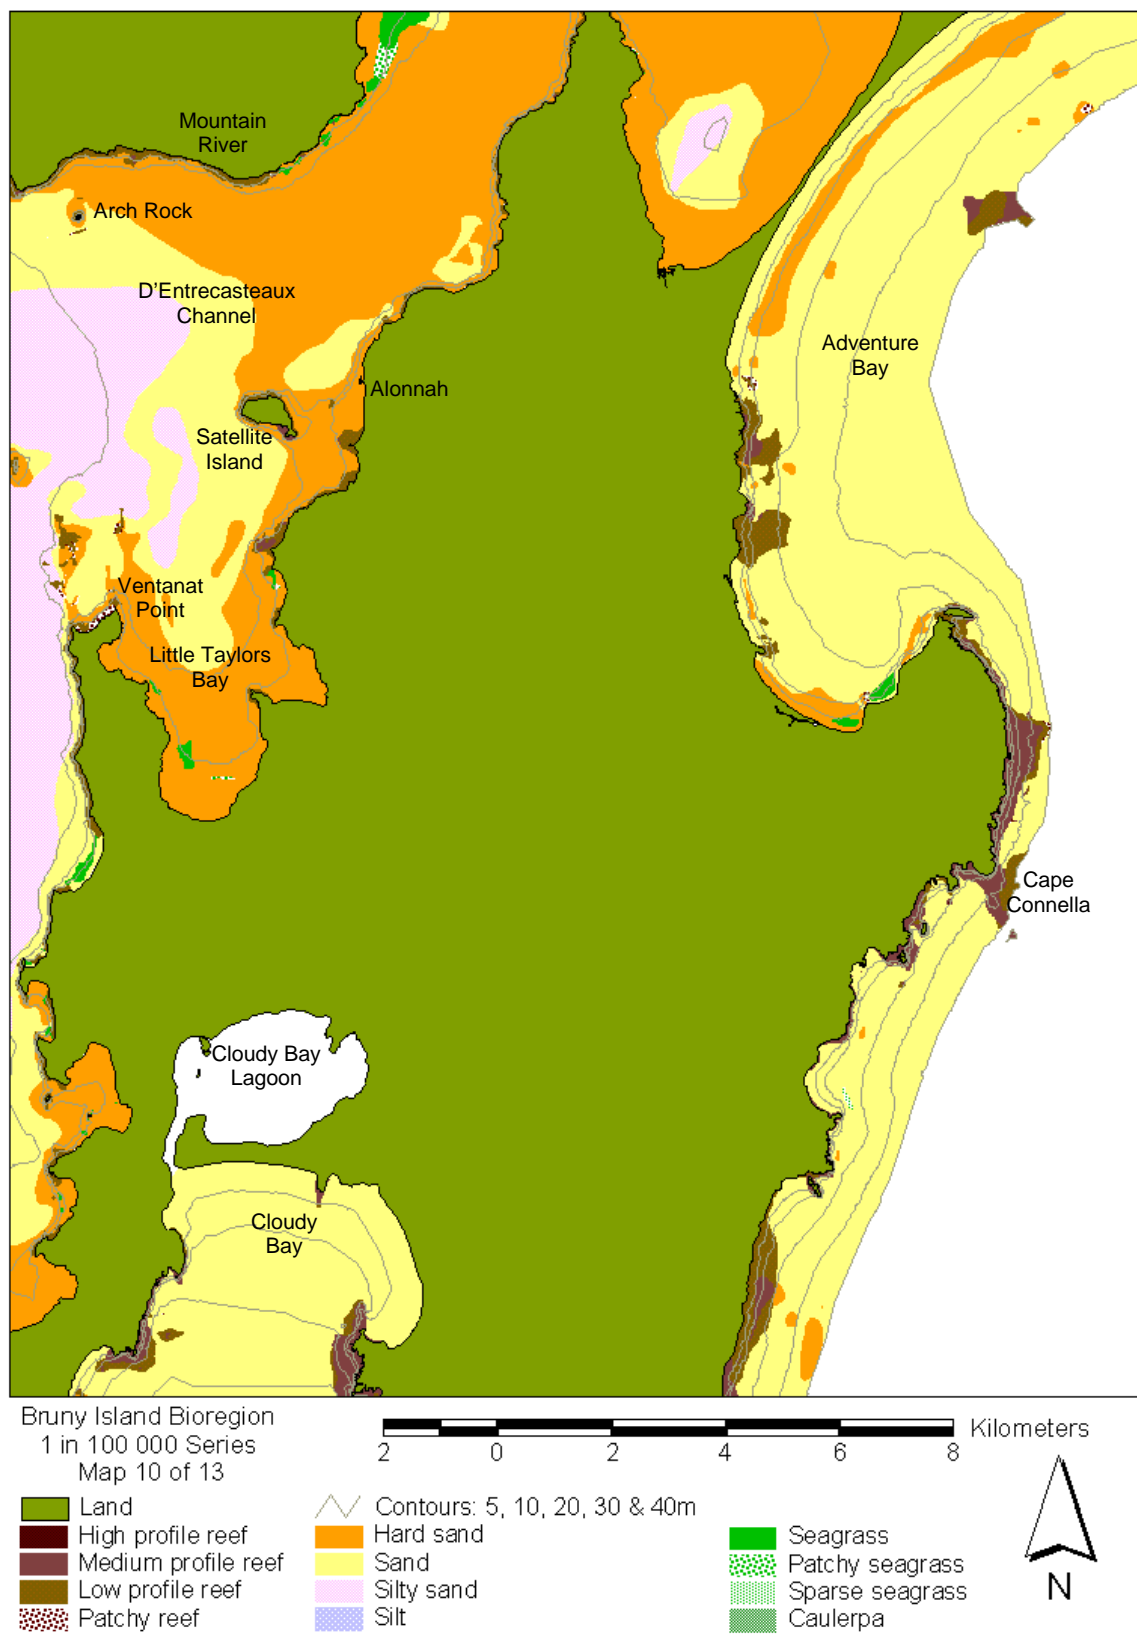 Mountain
River
Arch Rock
D'Entrecasteaux
Channel
Adventure
Bay
Alonnah
Satellite
Island
Ventanat
Point
Little Taylors
Bay
Cape
Connella
Cloudy Bay
Lagoon
Cloudy
Bay
Bruny Island Bioregion
1 in 100 000 Series
Map 10 of 13
2 0 2 4 6 8 Kilometers
Land
High profile reef
Medium profile reef
Low profile reef
Patchy reef
Contours: 5, 10, 20, 30 & 40m
Hard sand
Sand
Silty sand
Silt
Seagrass
Patchy seagrass
Sparse seagrass
Caulerpa
N